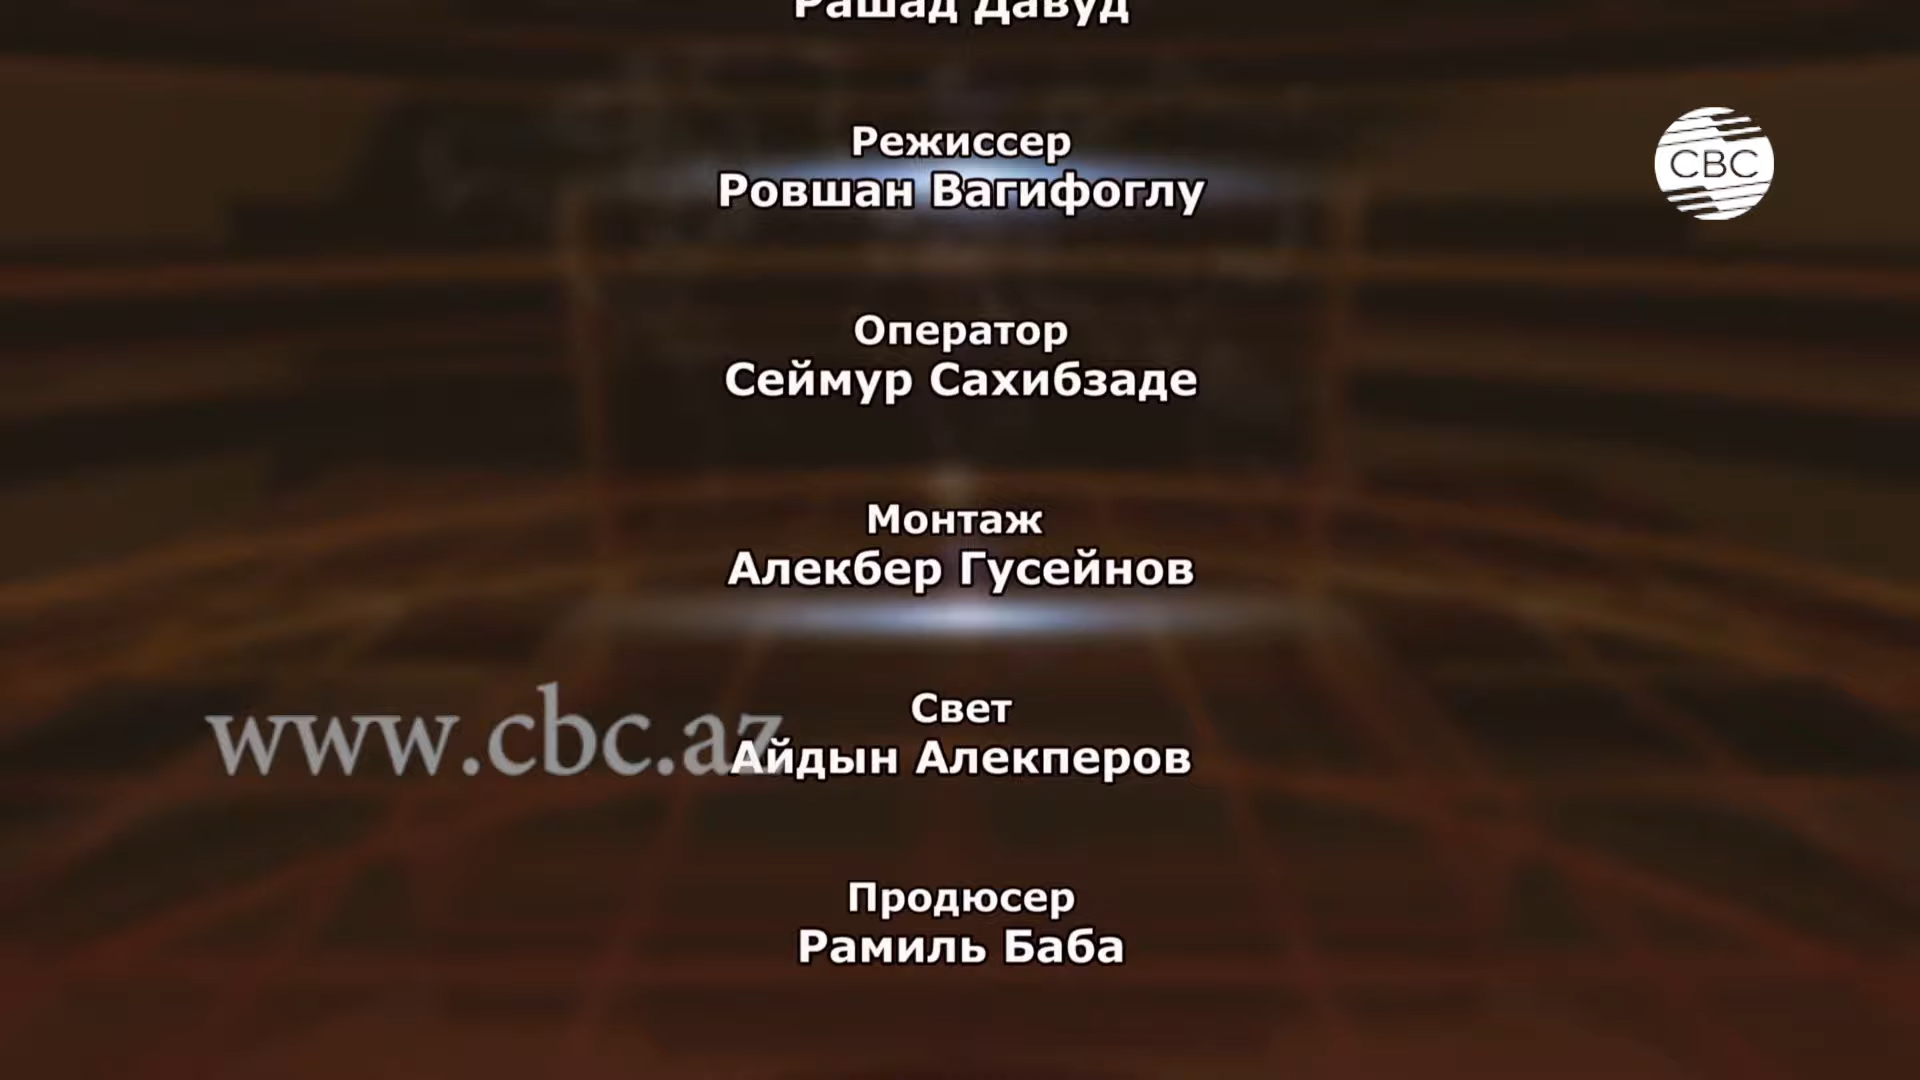 Рашад Давуд
Режиссер
Ровшан Вагифоглу
CBC
Оператор
Сеймур Сахибзаде
Монтаж
Алекбер Гусейнов
Свет
www.cbc.az
Айдын Алекперов
Продюсер
Рамиль Баба